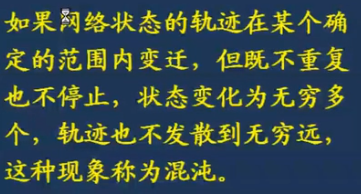 如果网络状态的轨迹在某个确
定的范围内变迁，但既不重复
也不停止，状态变化为无穷多
个，轨迹也不发散到无穷远，
这种现象称为混沌。